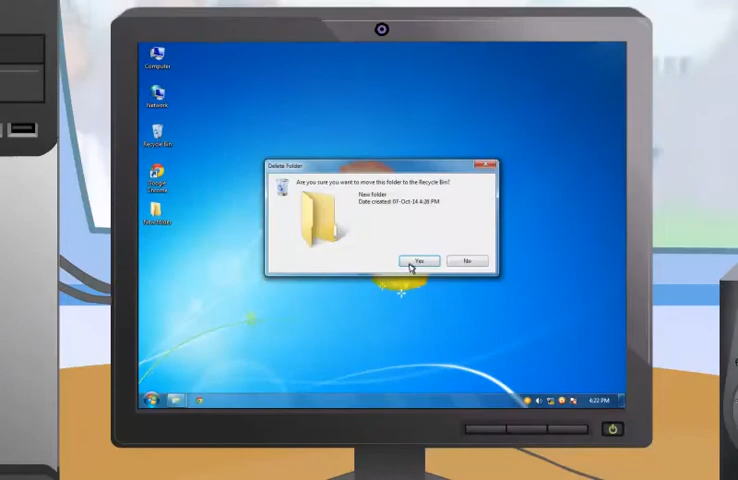 Computer
Network
Recycle Bin
Google
Chrome
New folder
Delete Folder
Are you sure you want to move this folder to the Recycle Bin?
New folder
Date created: 07-Oct-14 4:28 PM
Yes
No
4:22 PM